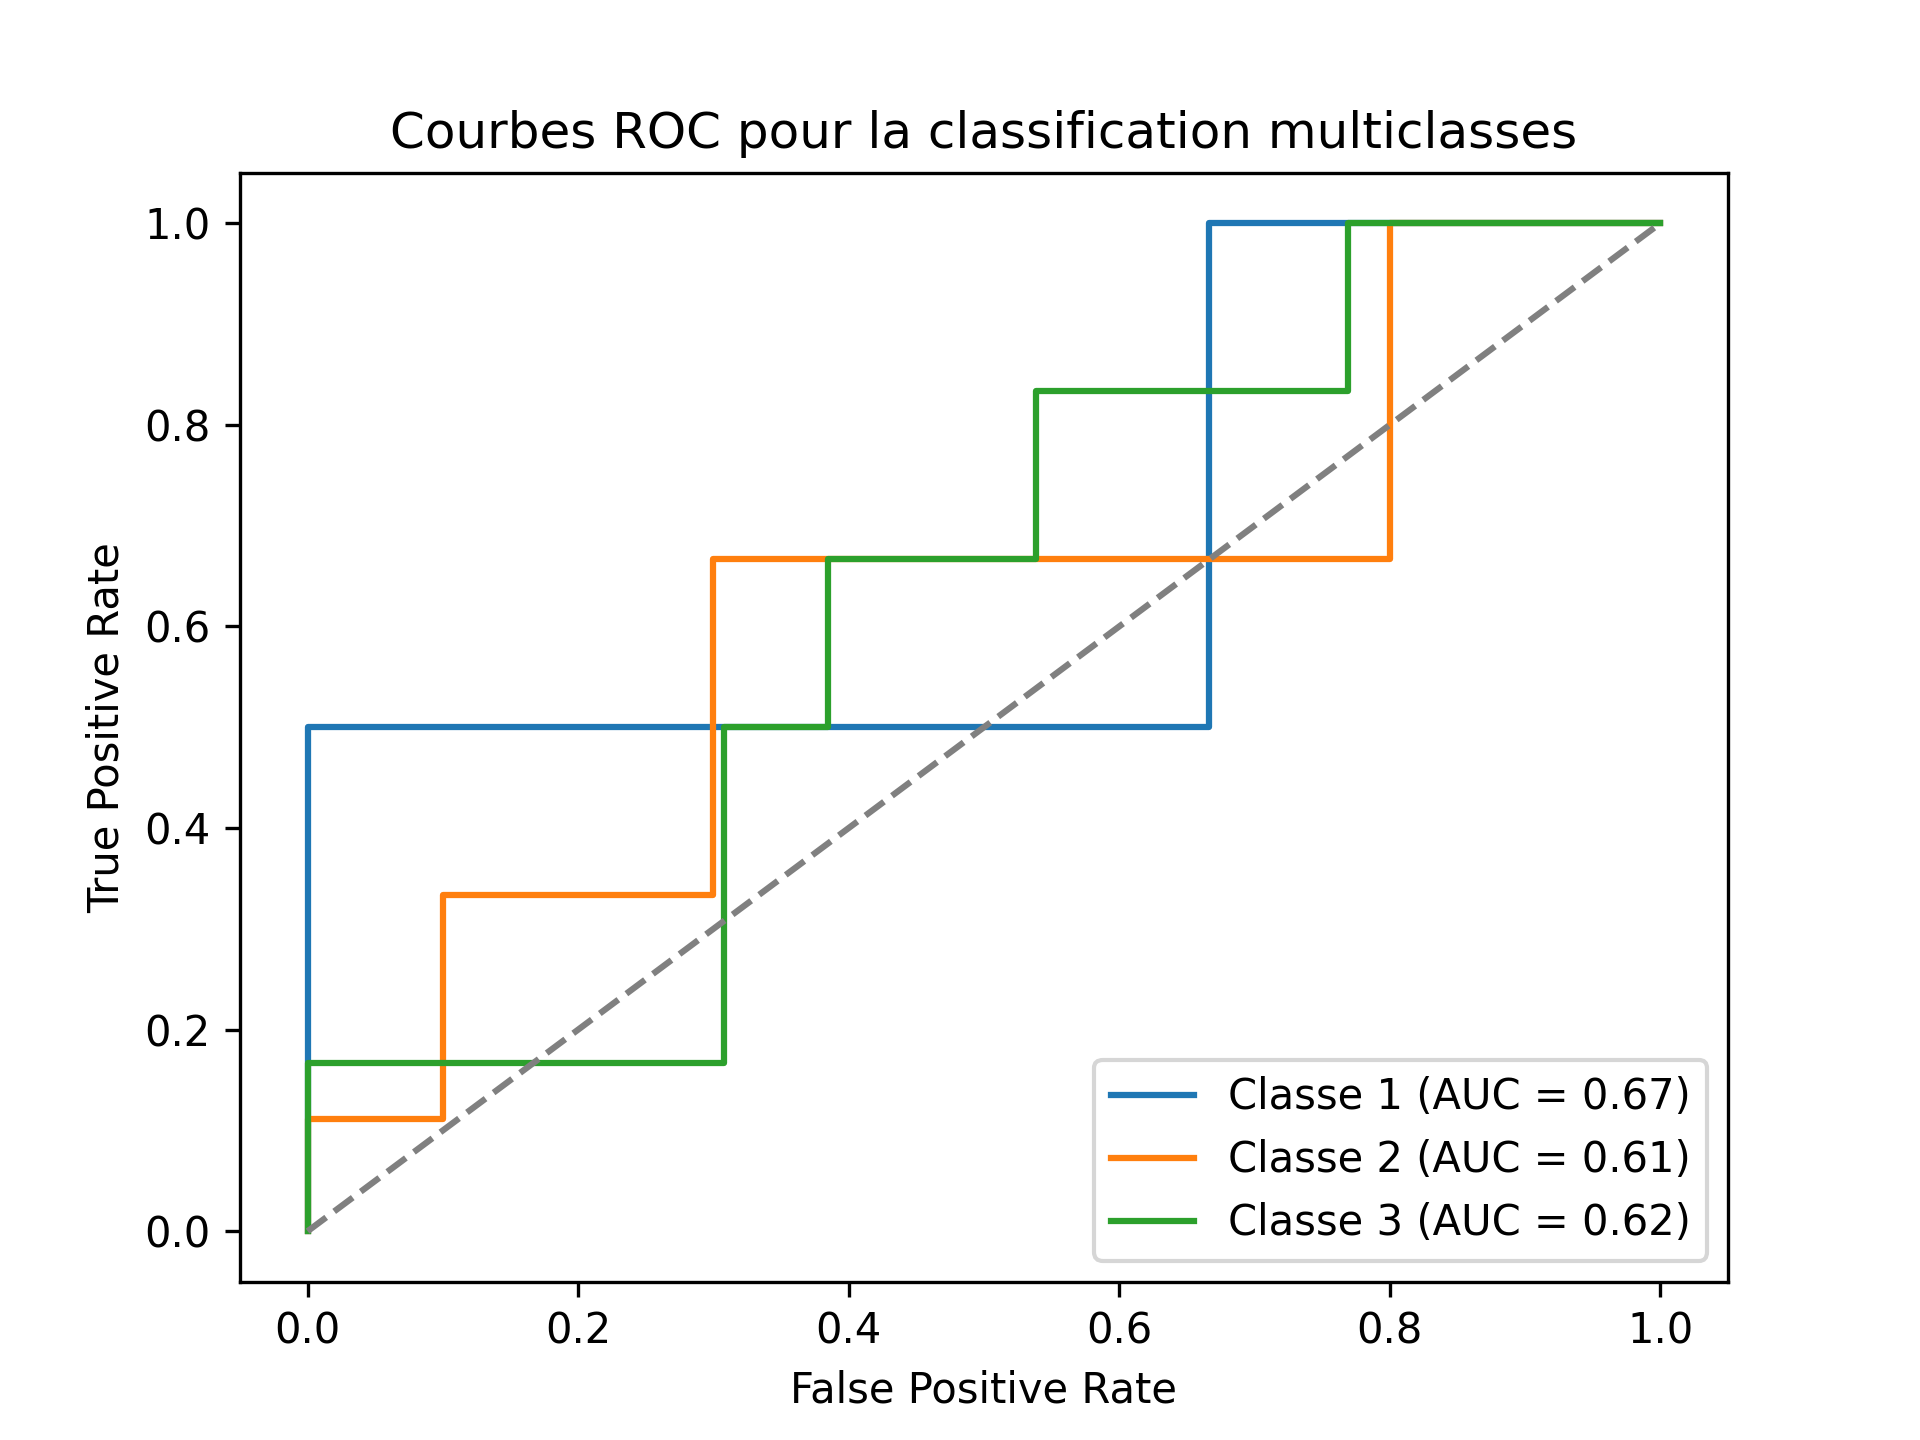 Courbes ROC pour la classification multiclasses
1.0
0.8
0.6
0.4
0.2
0.0
True Positive Rate
Classe 1 (AUC = 0.67)
Classe 2 (AUC = 0.61)
Classe 3 (AUC = 0.62)
0.0 0.2 0.4 0.6 0.8 1.0
False Positive Rate